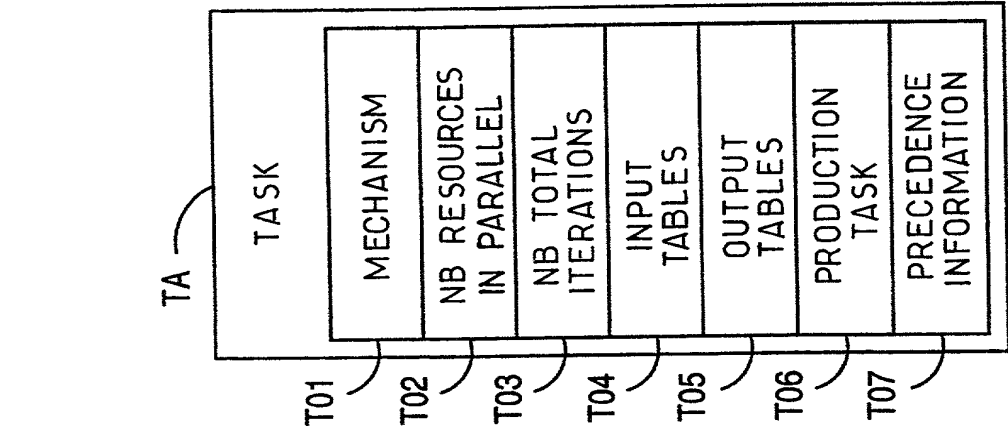 TA
TASK
T01
MECHANISM
T02
NB RESOURCES
IN PARALLEL
T03
NB TOTAL
ITERATIONS
T04
INPUT
TABLES
T05
OUTPUT
TABLES
T06
PRODUCTION
TASK
T07
PRECEDENCE
INFORMATION